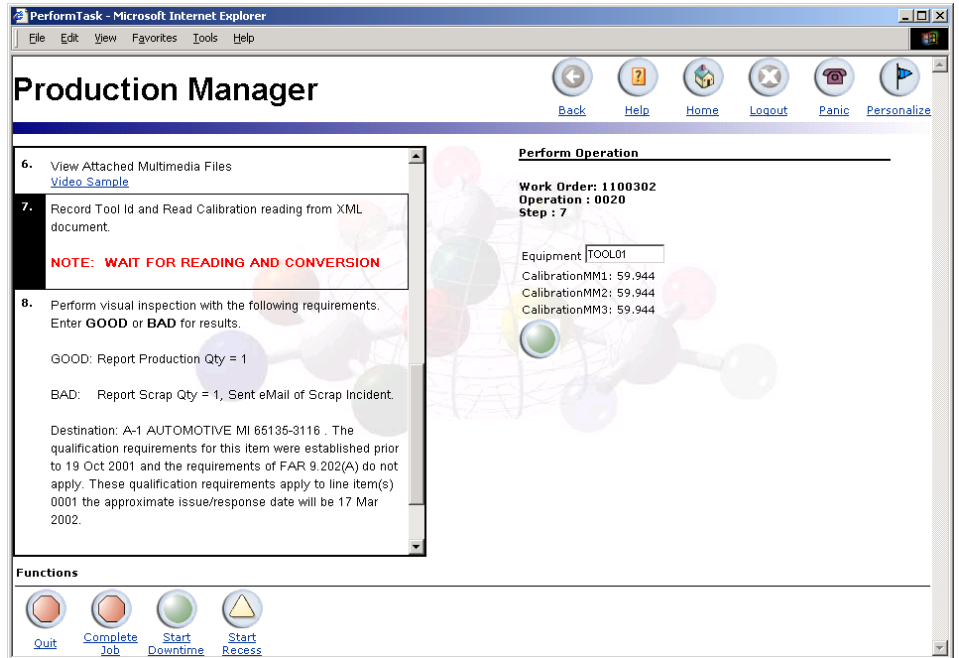 PerformTask - Microsoft Internet Explorer
File Edit View Favorites Tools Help
Production Manager
Back Help Home Logout Panic Personalize
6. View Attached Multimedia Files
Video Sample
7. Record Tool Id and Read Calibration reading from XML
document.
NOTE: WAIT FOR READING AND CONVERSION
8. Perform visual inspection with the following requirements.
Enter GOOD or BAD for results.
GOOD: Report Production Qty = 1
BAD: Report Scrap Qty = 1, Sent eMail of Scrap Incident.
Destination: A-1 AUTOMOTIVE MI 65135-3116 . The
qualification requirements for this item were established prior
to 19 Oct 2001 and the requirements of FAR 9.202(A) do not
apply. These qualification requirements apply to line item(s)
0001 the approximate issue/response date will be 17 Mar
2002.
Perform Operation
Work Order: 1100302
Operation : 0020
Step : 7
Equipment TOOL01
CalibrationMM1: 59.944
CalibrationMM2: 59.944
CalibrationMM3: 59.944
Functions
Quit Complete Job Start Downtime Start Recess